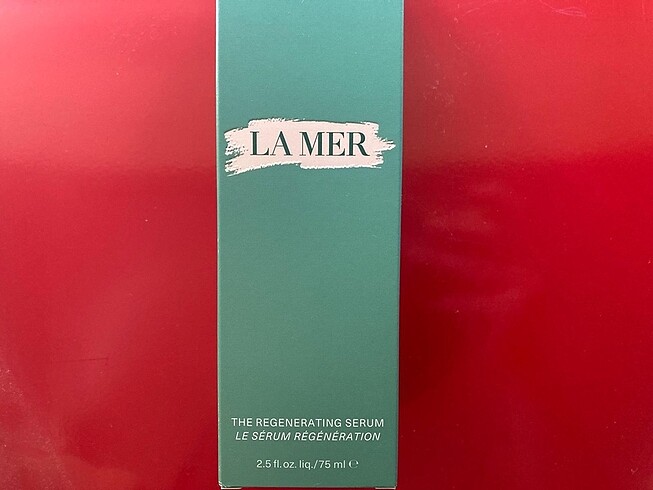 LA MER
THE REGENERATING SERUM
LE SÉRUM RÉGÉNÉRATION
2.5 fl. oz. liq./75 ml ℮